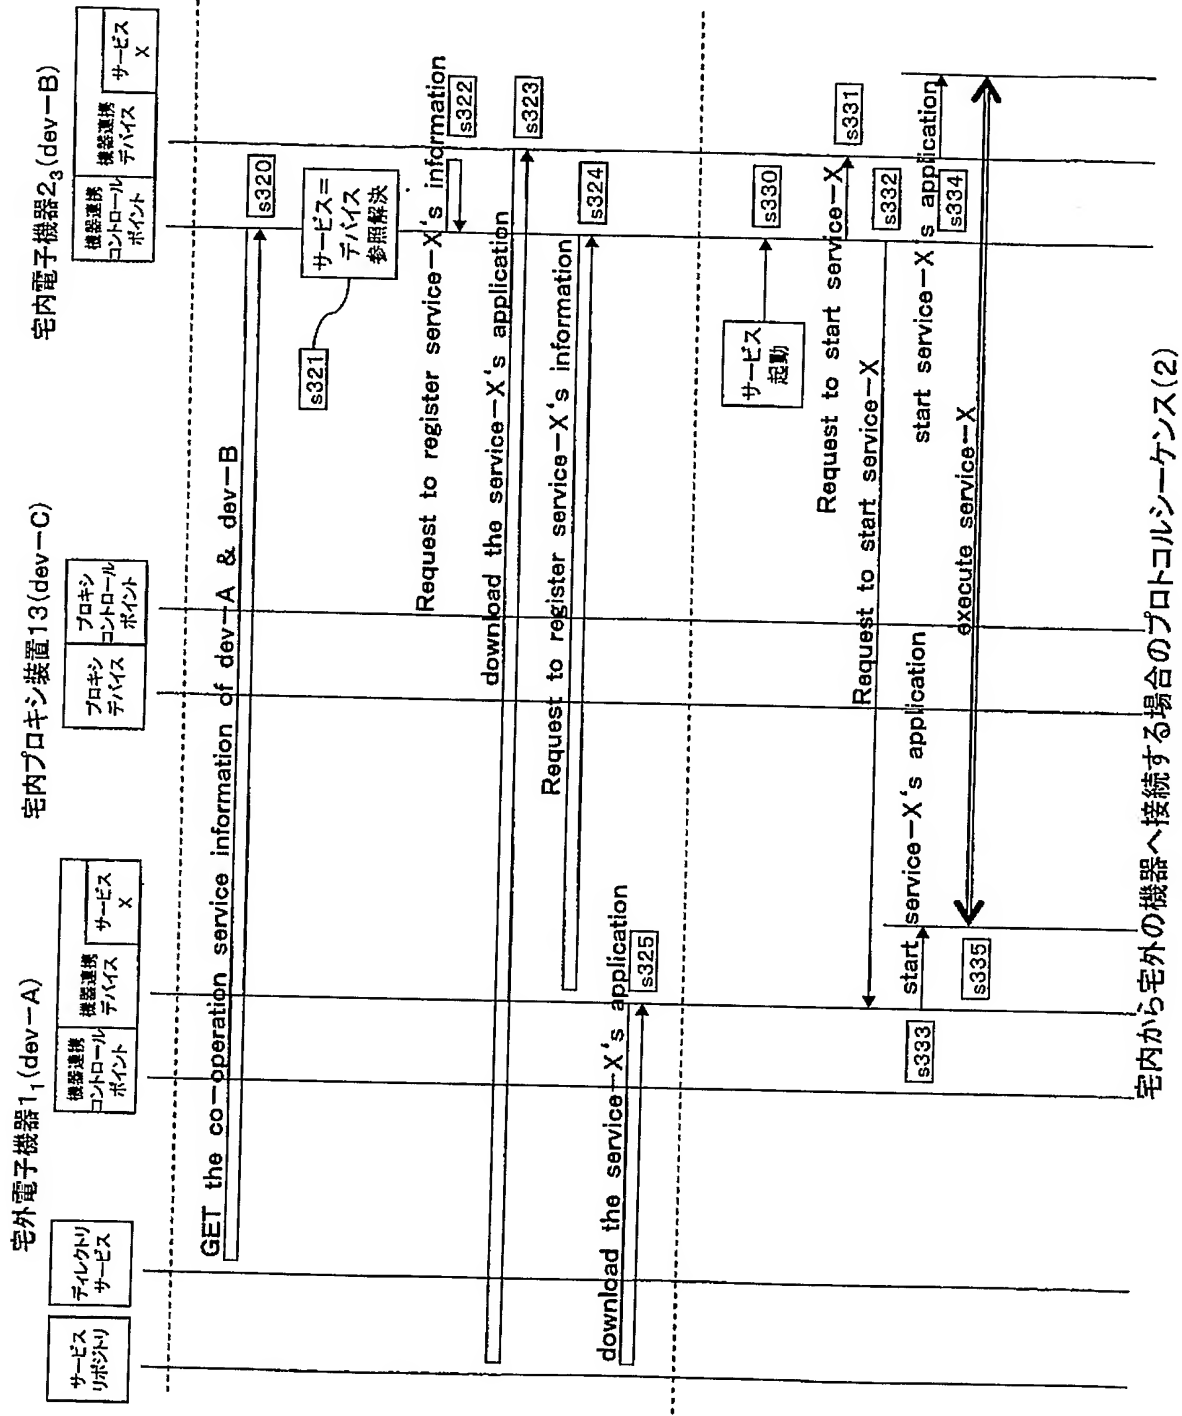 宅外電子機器1₁(dev−A)
宅内プロキシ装置13(dev−C)
宅内電子機器2₃(dev−B)
サービス
リポジトリ
ディレクトリ
サービス
機器連携
コントロール
ポイント
機器連携
デバイス
サービス
X
プロキシ
デバイス
プロキシ
コントロール
ポイント
機器連携
コントロール
ポイント
機器連携
デバイス
サービス
X
GET the co−operation service information of dev−A & dev−B
s320
サービス=
デバイス
参照解決
s321
Request to register service−X‘s information
s322
download the service−X‘s application
s323
Request to register service−X‘s information
s324
download the service−X‘s application
s325
サービス
起動
s330
Request to start service−X
s331
Request to start service−X
s332
start service−X‘s application
s333
start service−X‘s application
s334
execute service−X
s335
宅内から宅外の機器へ接続する場合のプロトコルシーケンス(2)